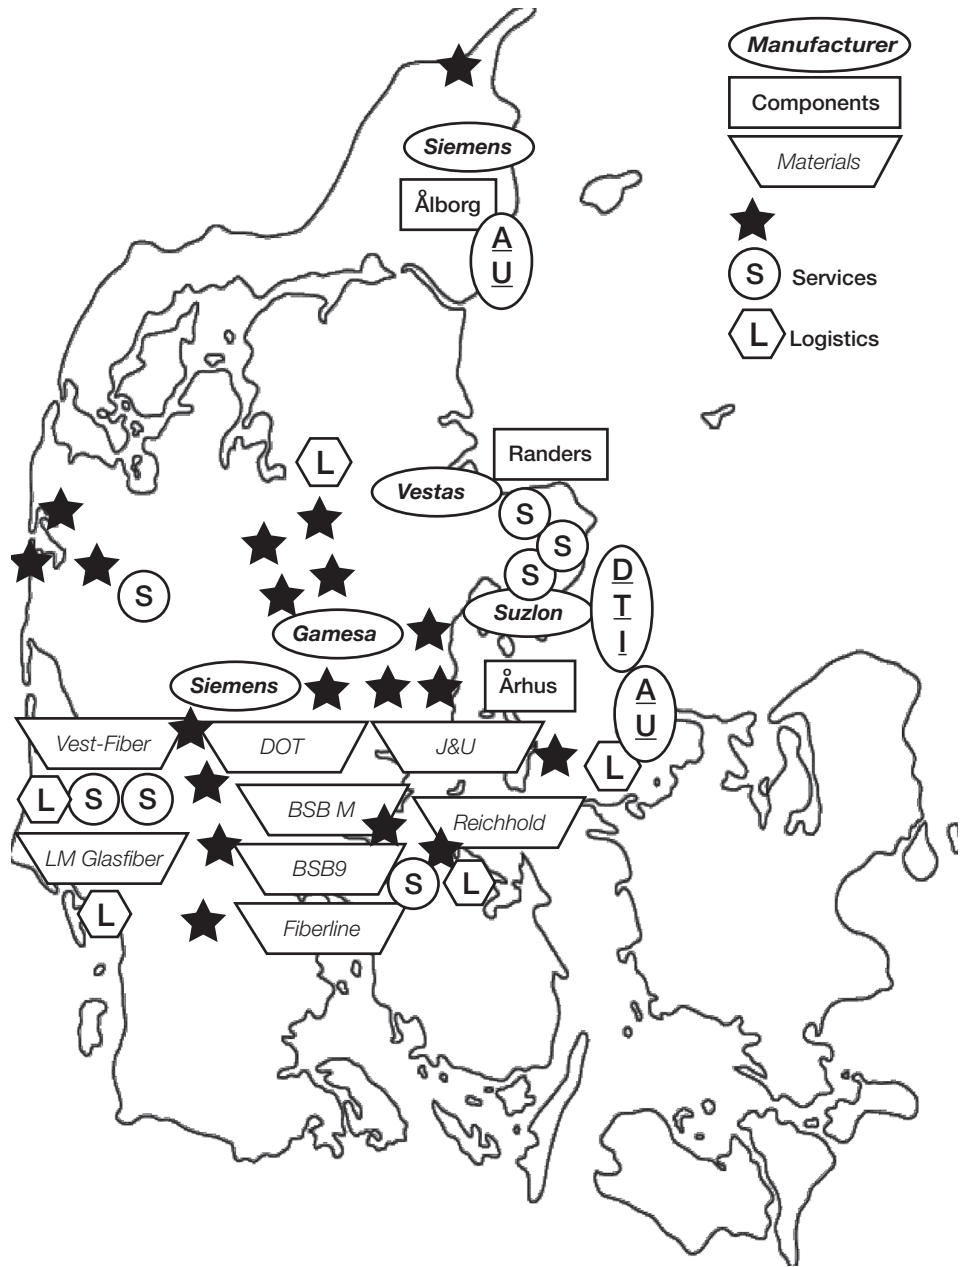 Manufacturer
Components
Materials
S Services
L Logistics
Siemens
Ålborg
A
U
L
Randers
Vestas
S
S
S
S
D
T
I
Suzlon
Gamesa
Siemens
Århus
A
U
Vest-Fiber
DOT
J&U
L
L
S
S
BSB M
Reichhold
LM Glasfiber
BSB9
S
L
L
Fiberline